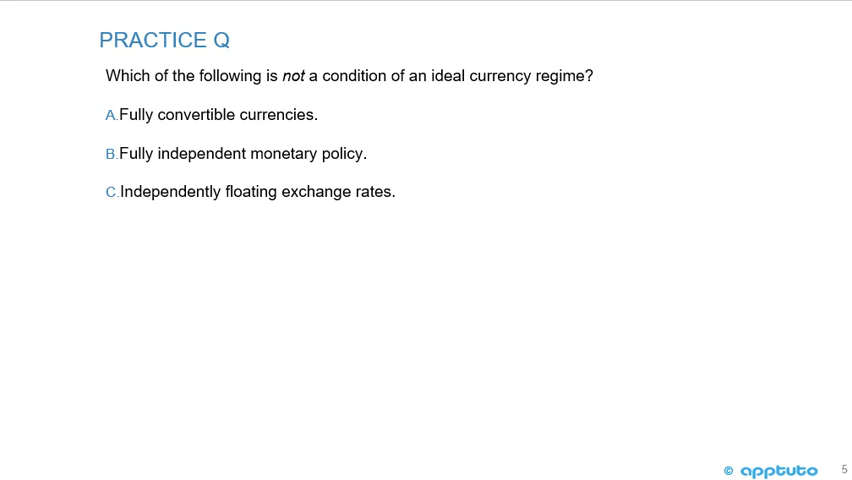 PRACTICE Q
Which of the following is not a condition of an ideal currency regime?
A.Fully convertible currencies.
B.Fully independent monetary policy.
C.Independently floating exchange rates.
© apptuto 5